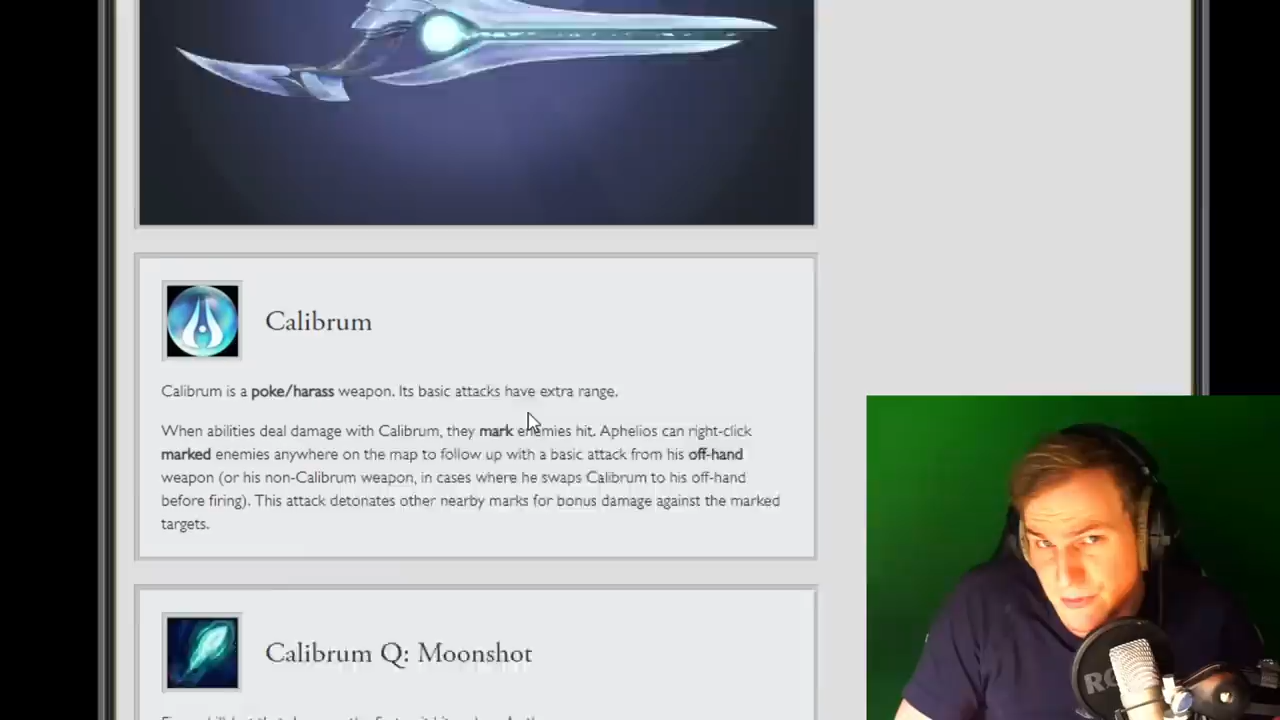 Calibrum
Calibrum is a poke/harass weapon. Its basic attacks have extra range.
When abilities deal damage with Calibrum, they mark enemies hit. Aphelios can right-click
marked enemies anywhere on the map to follow up with a basic attack from his off-hand
weapon (or his non-Calibrum weapon, in cases where he swaps Calibrum to his off-hand
before firing). This attack detonates other nearby marks for bonus damage against the marked
targets.
Calibrum Q: Moonshot